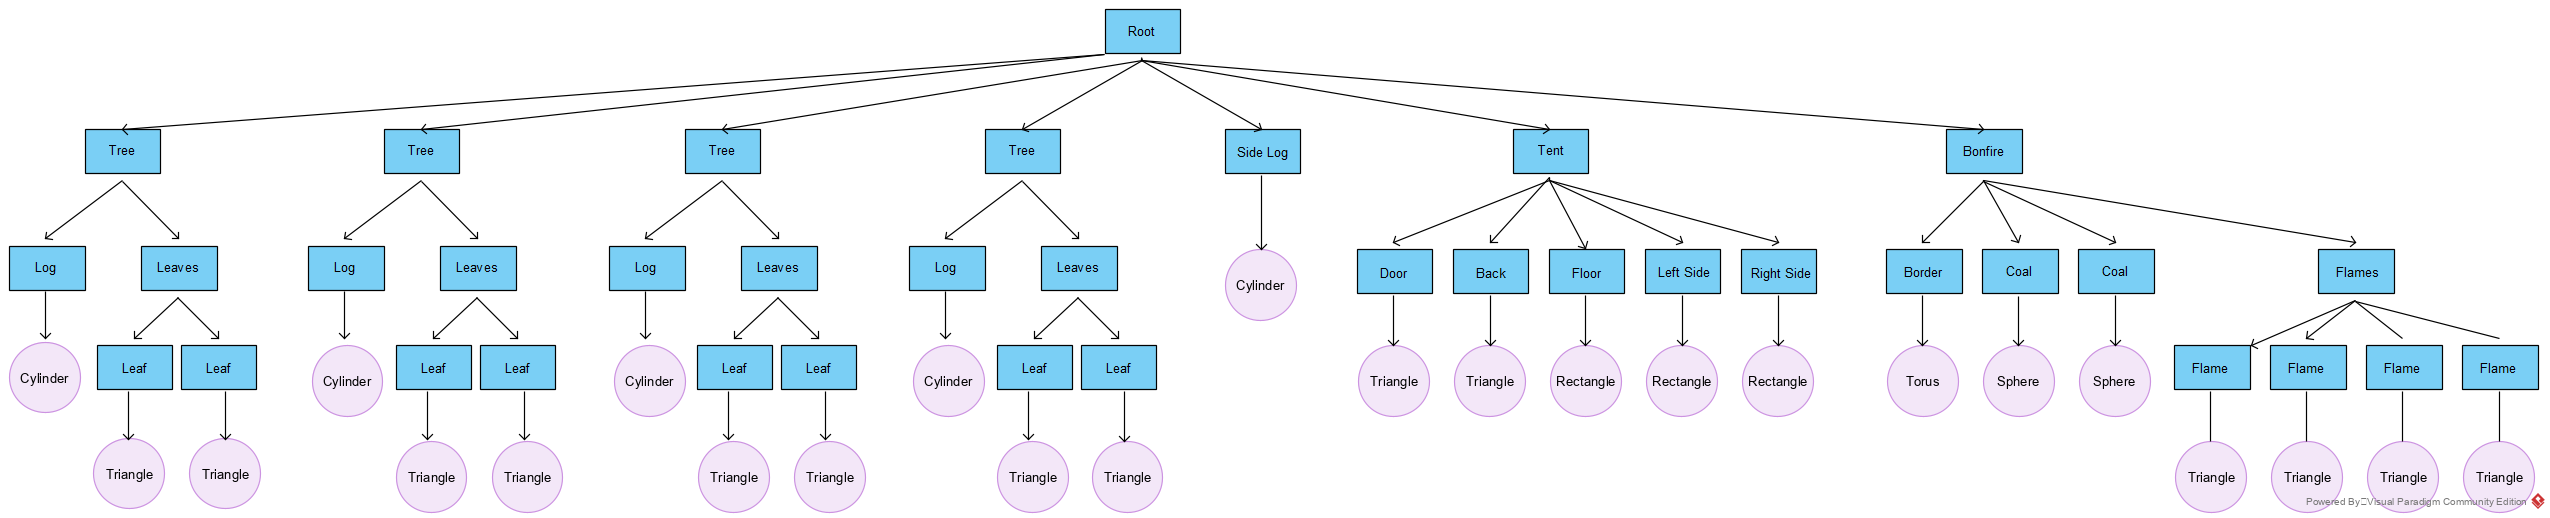 Root
Tree
Tree
Tree
Tree
Side Log
Tent
Bonfire
Log
Leaves
Log
Leaves
Log
Leaves
Log
Leaves
Cylinder
Door
Back
Floor
Left Side
Right Side
Border
Coal
Coal
Flames
Cylinder
Leaf
Leaf
Cylinder
Leaf
Leaf
Cylinder
Leaf
Leaf
Cylinder
Leaf
Leaf
Triangle
Triangle
Rectangle
Rectangle
Rectangle
Torus
Sphere
Sphere
Flame
Flame
Flame
Flame
Triangle
Triangle
Triangle
Triangle
Triangle
Triangle
Triangle
Triangle
Triangle
Triangle
Triangle
Triangle
Powered By Visual Paradigm Community Edition